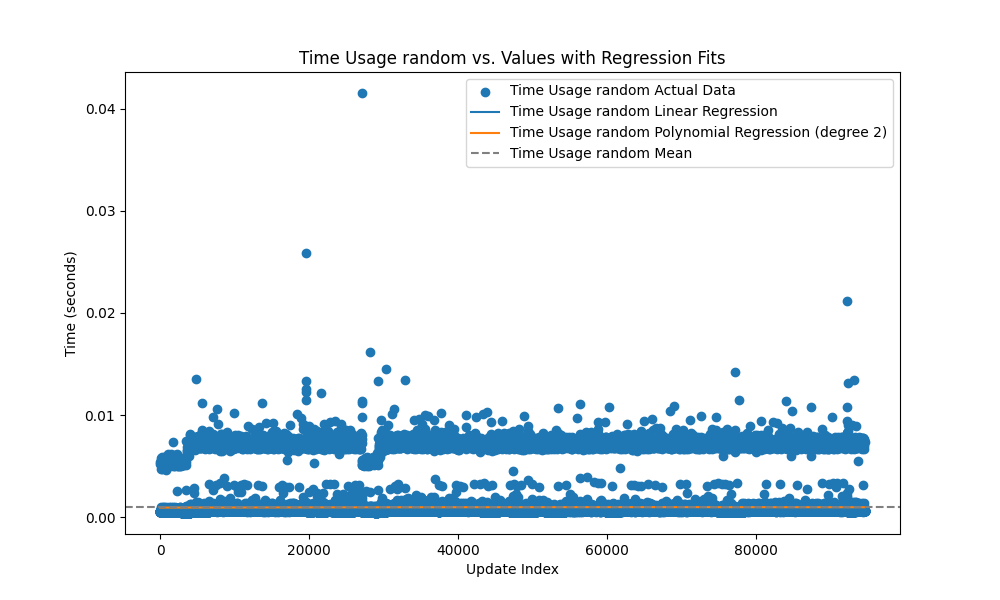 Time Usage random vs. Values with Regression Fits
Time Usage random Actual Data
Time Usage random Linear Regression
Time Usage random Polynomial Regression (degree 2)
Time Usage random Mean
Time (seconds)
0.04
0.03
0.02
0.01
0.00
0 20000 40000 60000 80000
Update Index